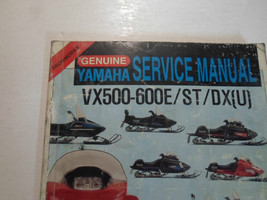 GENUINE
YAMAHA SERVICE MANUAL
VX500-600E/ST/DX(U)